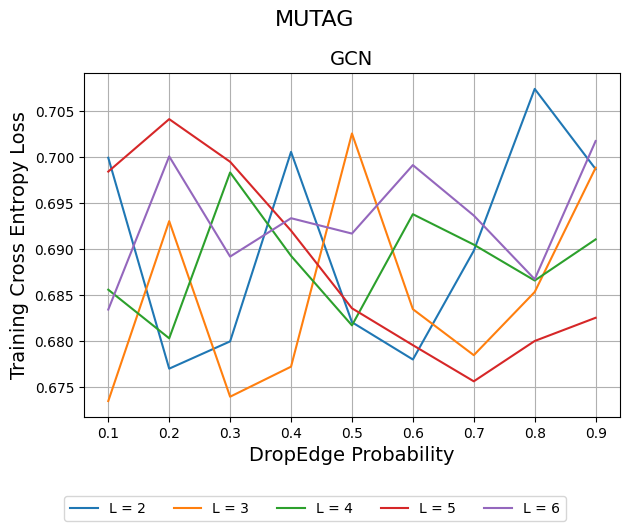 MUTAG
GCN
Training Cross Entropy Loss
0.705
0.700
0.695
0.690
0.685
0.680
0.675
0.1 0.2 0.3 0.4 0.5 0.6 0.7 0.8 0.9
DropEdge Probability
L = 2 L = 3 L = 4 L = 5 L = 6